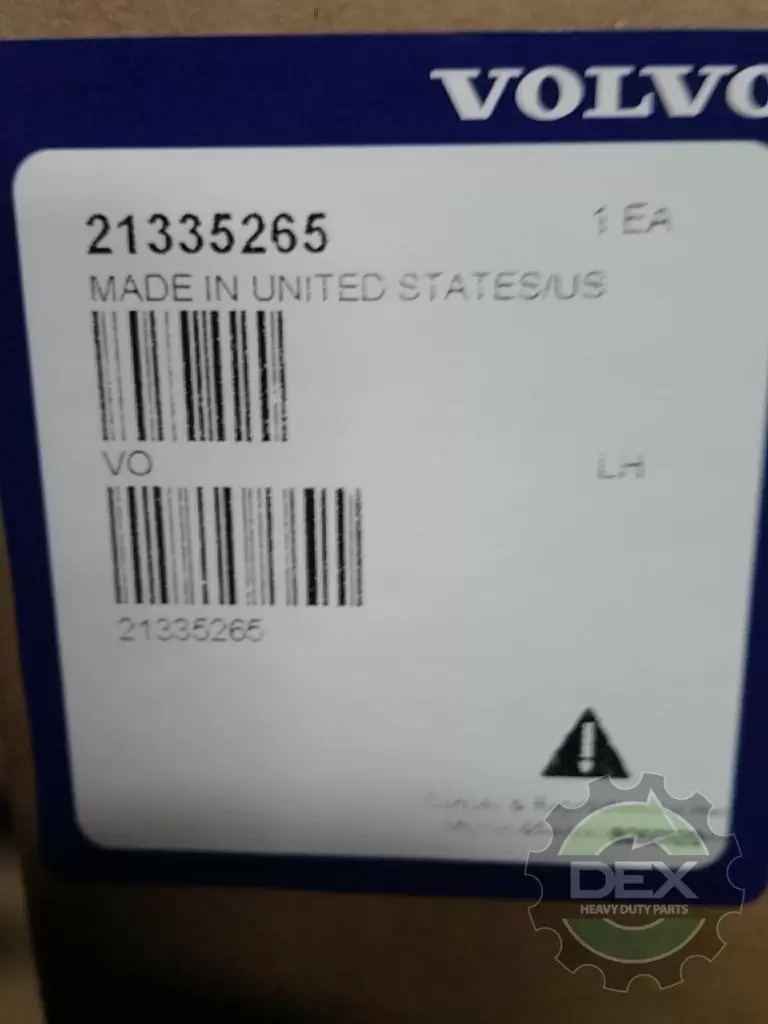 VOLVO
21335265
1 EA
MADE IN UNITED STATES/US
VO
LH
21335265
DEX
HEAVY DUTY PARTS